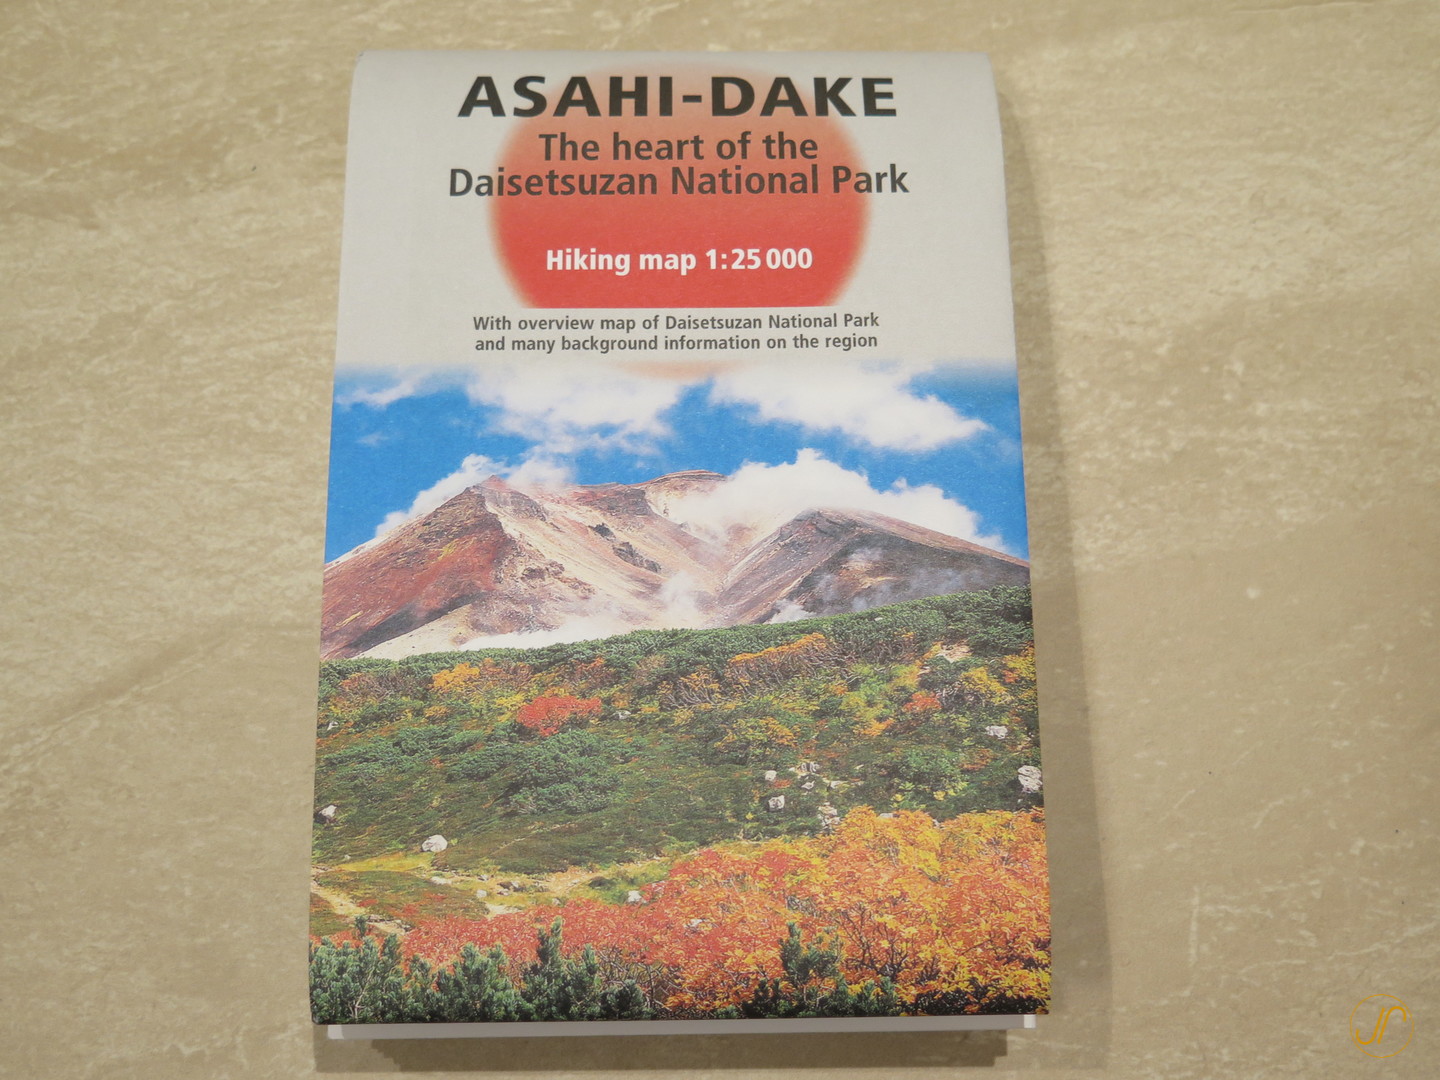 ASAHI-DAKE
The heart of the
Daisetsuzan National Park
Hiking map 1:25 000
With overview map of Daisetsuzan National Park
and many background information on the region